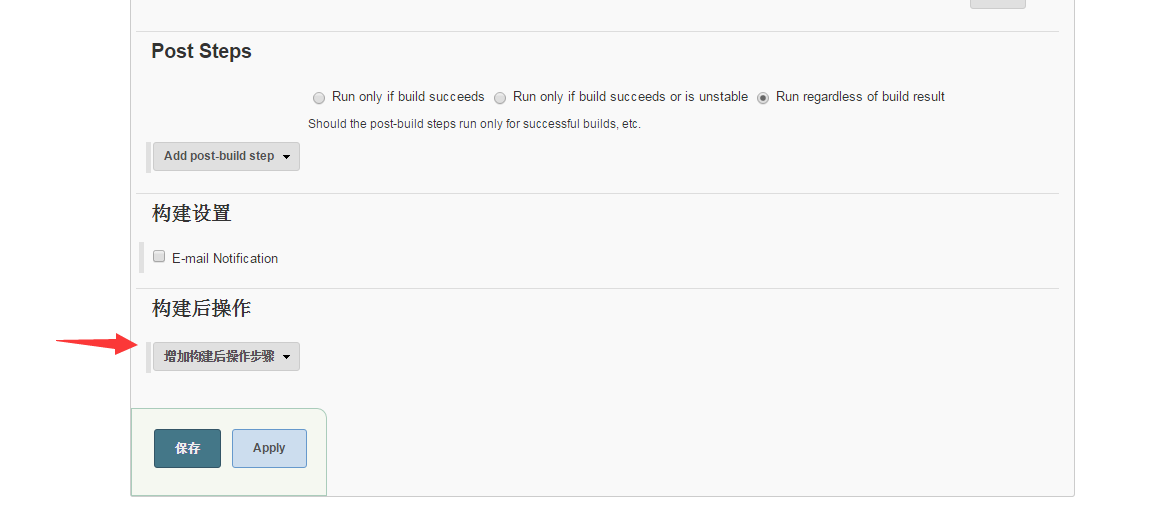 Post Steps
Run only if build succeeds Run only if build succeeds or is unstable Run regardless of build result
Should the post-build steps run only for successful builds, etc.
Add post-build step
构建设置
E-mail Notification
构建后操作
增加构建后操作步骤
保存 Apply